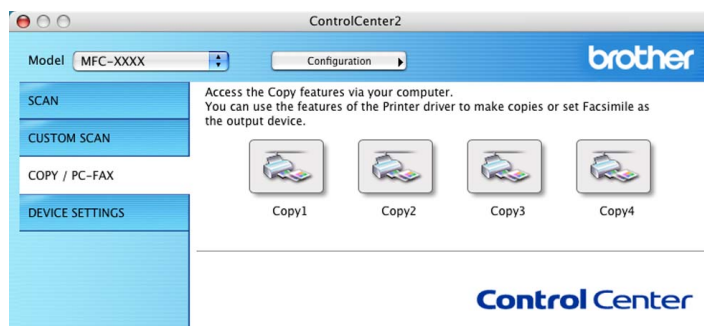 ControlCenter2
Model MFC-XXXX Configuration brother
SCAN
CUSTOM SCAN
COPY / PC-FAX
DEVICE SETTINGS
Access the Copy features via your computer.
You can use the features of the Printer driver to make copies or set Facsimile as
the output device.
Copy1 Copy2 Copy3 Copy4
Control Center